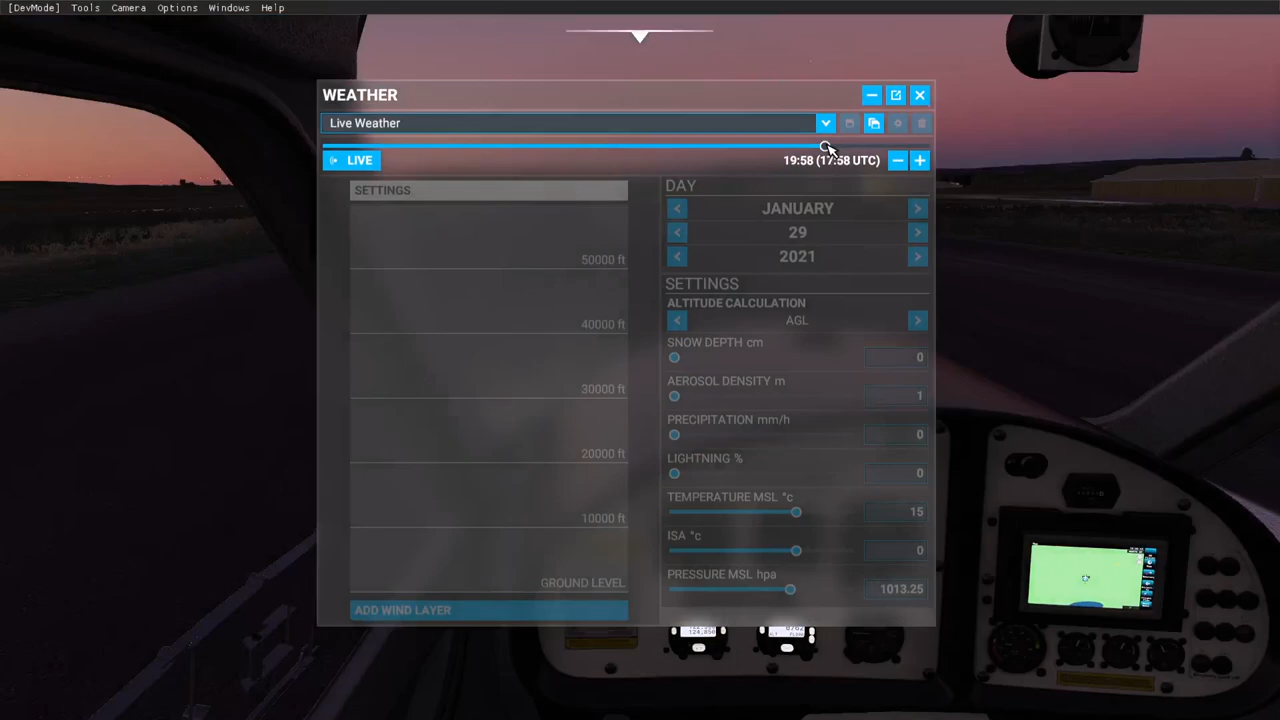 [DevMode] Tools Camera Options Windows Help
WEATHER
Live Weather
LIVE
19:58 (17:58 UTC)
SETTINGS
50000 ft
40000 ft
30000 ft
20000 ft
10000 ft
GROUND LEVEL
ADD WIND LAYER
DAY
JANUARY
29
2021
SETTINGS
ALTITUDE CALCULATION
AGL
SNOW DEPTH cm
0
AEROSOL DENSITY m
1
PRECIPITATION mm/h
0
LIGHTNING %
0
TEMPERATURE MSL °c
15
ISA °c
0
PRESSURE MSL hpa
1013.25